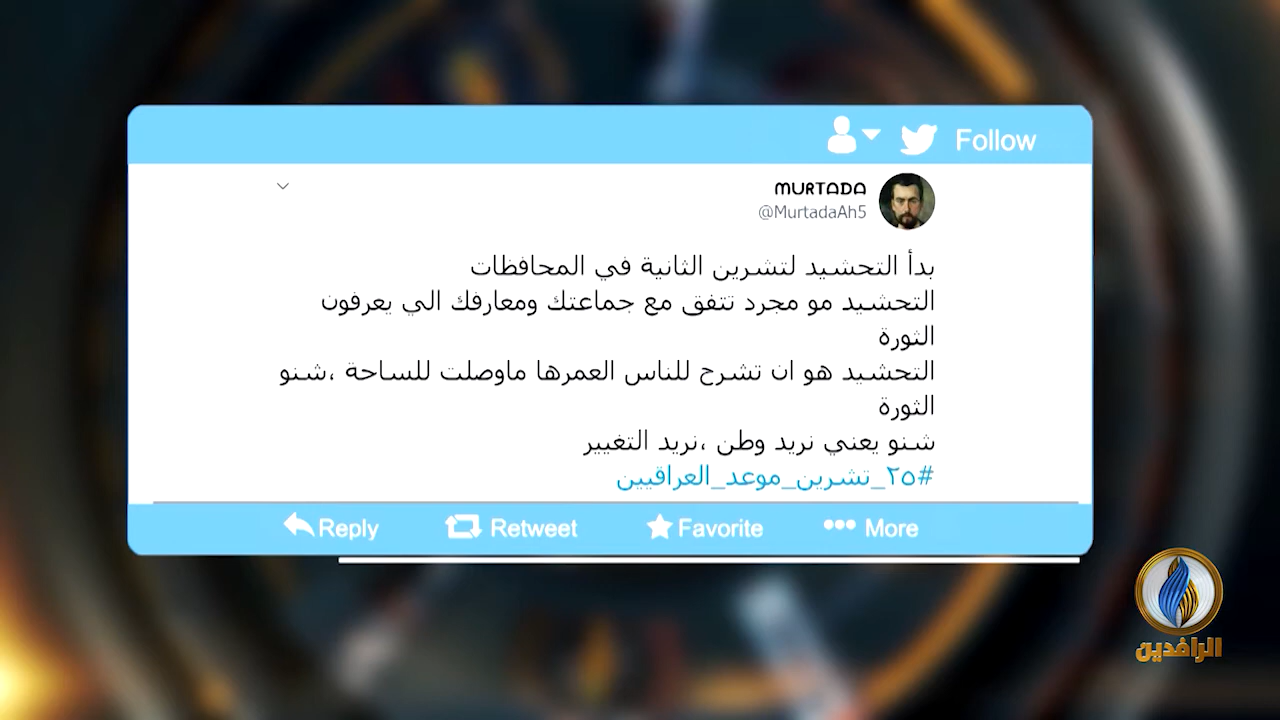 Follow
MURTADA
@MurtadaAh5
بدأ التحشيد لتشرين الثانية في المحافظات
التحشيد مو مجرد تتفق مع جماعتك ومعارفك الي يعرفون
الثورة
التحشيد هو ان تشرح للناس العمرها ماوصلت للساحة ،شنو
الثورة
شنو يعني نريد وطن ،نريد التغيير
#٢٥_تشرين_موعد_العراقيين
Reply Retweet Favorite More
الرافدين